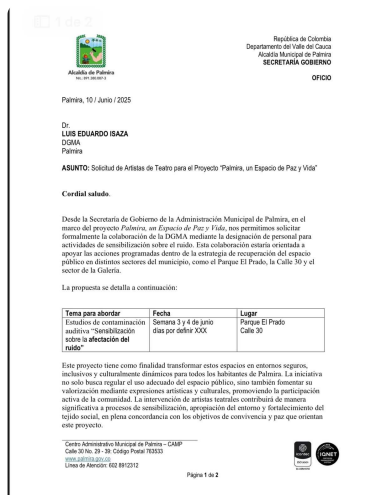 1 de 2
República de Colombia
Departamento del Valle del Cauca
Alcaldía Municipal de Palmira
SECRETARÍA GOBIERNO
Alcaldía de Palmira
OFICIO
Palmira, 10 / Junio / 2025
Dr.
LUIS EDUARDO ISAZA
DGMA
Palmira
ASUNTO: Solicitud de Artistas de Teatro para el Proyecto “Palmira, un Espacio de Paz y Vida”
Cordial saludo.
Desde la Secretaría de Gobierno de la Administración Municipal de Palmira, en el
marco del proyecto Palmira, un Espacio de Paz y Vida, nos permitimos solicitar
formalmente la colaboración de la DGMA mediante la designación de personal para
actividades de sensibilización sobre el ruido. Esta colaboración estaría orientada a
apoyar las acciones programadas dentro de la estrategia de recuperación del espacio
público en distintos sectores del municipio, como el Parque El Prado, la Calle 30 y el
sector de la Galería.
La propuesta se detalla a continuación:
Tema para abordar Fecha Lugar
Estudios de contaminación Semana 3 y 4 de junio Parque El Prado
auditiva “Sensibilización días por definir XXX Calle 30
sobre la afectación del
ruido”
Este proyecto tiene como finalidad transformar estos espacios en entornos seguros,
inclusivos y culturalmente dinámicos para todos los habitantes de Palmira. La iniciativa
no solo busca regular el uso adecuado del espacio público, sino también fomentar su
valorización mediante expresiones artísticas y culturales, promoviendo la participación
activa de la comunidad. La intervención de artistas teatrales contribuirá de manera
significativa a procesos de sensibilización, apropiación del entorno y fortalecimiento del
tejido social, en plena concordancia con los objetivos de convivencia y paz que orientan
este proyecto.
Centro Administrativo Municipal de Palmira – CAMP
Calle 30 No. 29 - 39: Código Postal 763533
www.palmira.gov.co
Línea de Atención: 602 8912312
icontec
IQNET
Página 1 de 2